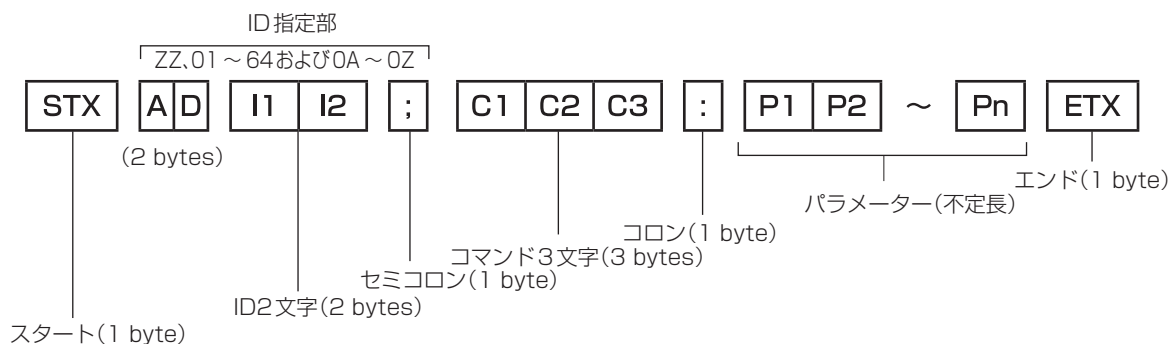 ID指定部
ZZ、01～64および0A～0Z
STX A D I1 I2 ; C1 C2 C3 : P1 P2 ～ Pn ETX
(2 bytes)
エンド(1 byte)
パラメーター(不定長)
コロン(1 byte)
コマンド3文字(3 bytes)
セミコロン(1 byte)
ID2文字(2 bytes)
スタート(1 byte)